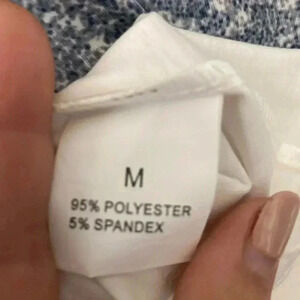 M
95% POLYESTER
5% SPANDEX